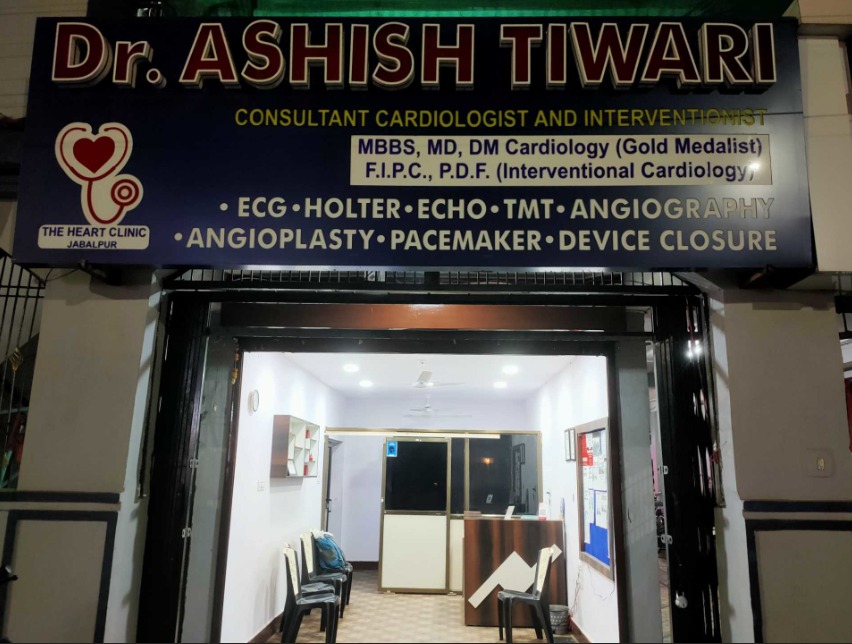 Dr. ASHISH TIWARI
CONSULTANT CARDIOLOGIST AND INTERVENTIONIST
MBBS, MD, DM Cardiology (Gold Medalist)
F.I.P.C., P.D.F. (Interventional Cardiology)
• ECG • HOLTER • ECHO • TMT • ANGIOGRAPHY
• ANGIOPLASTY • PACEMAKER • DEVICE CLOSURE
THE HEART CLINIC
JABALPUR